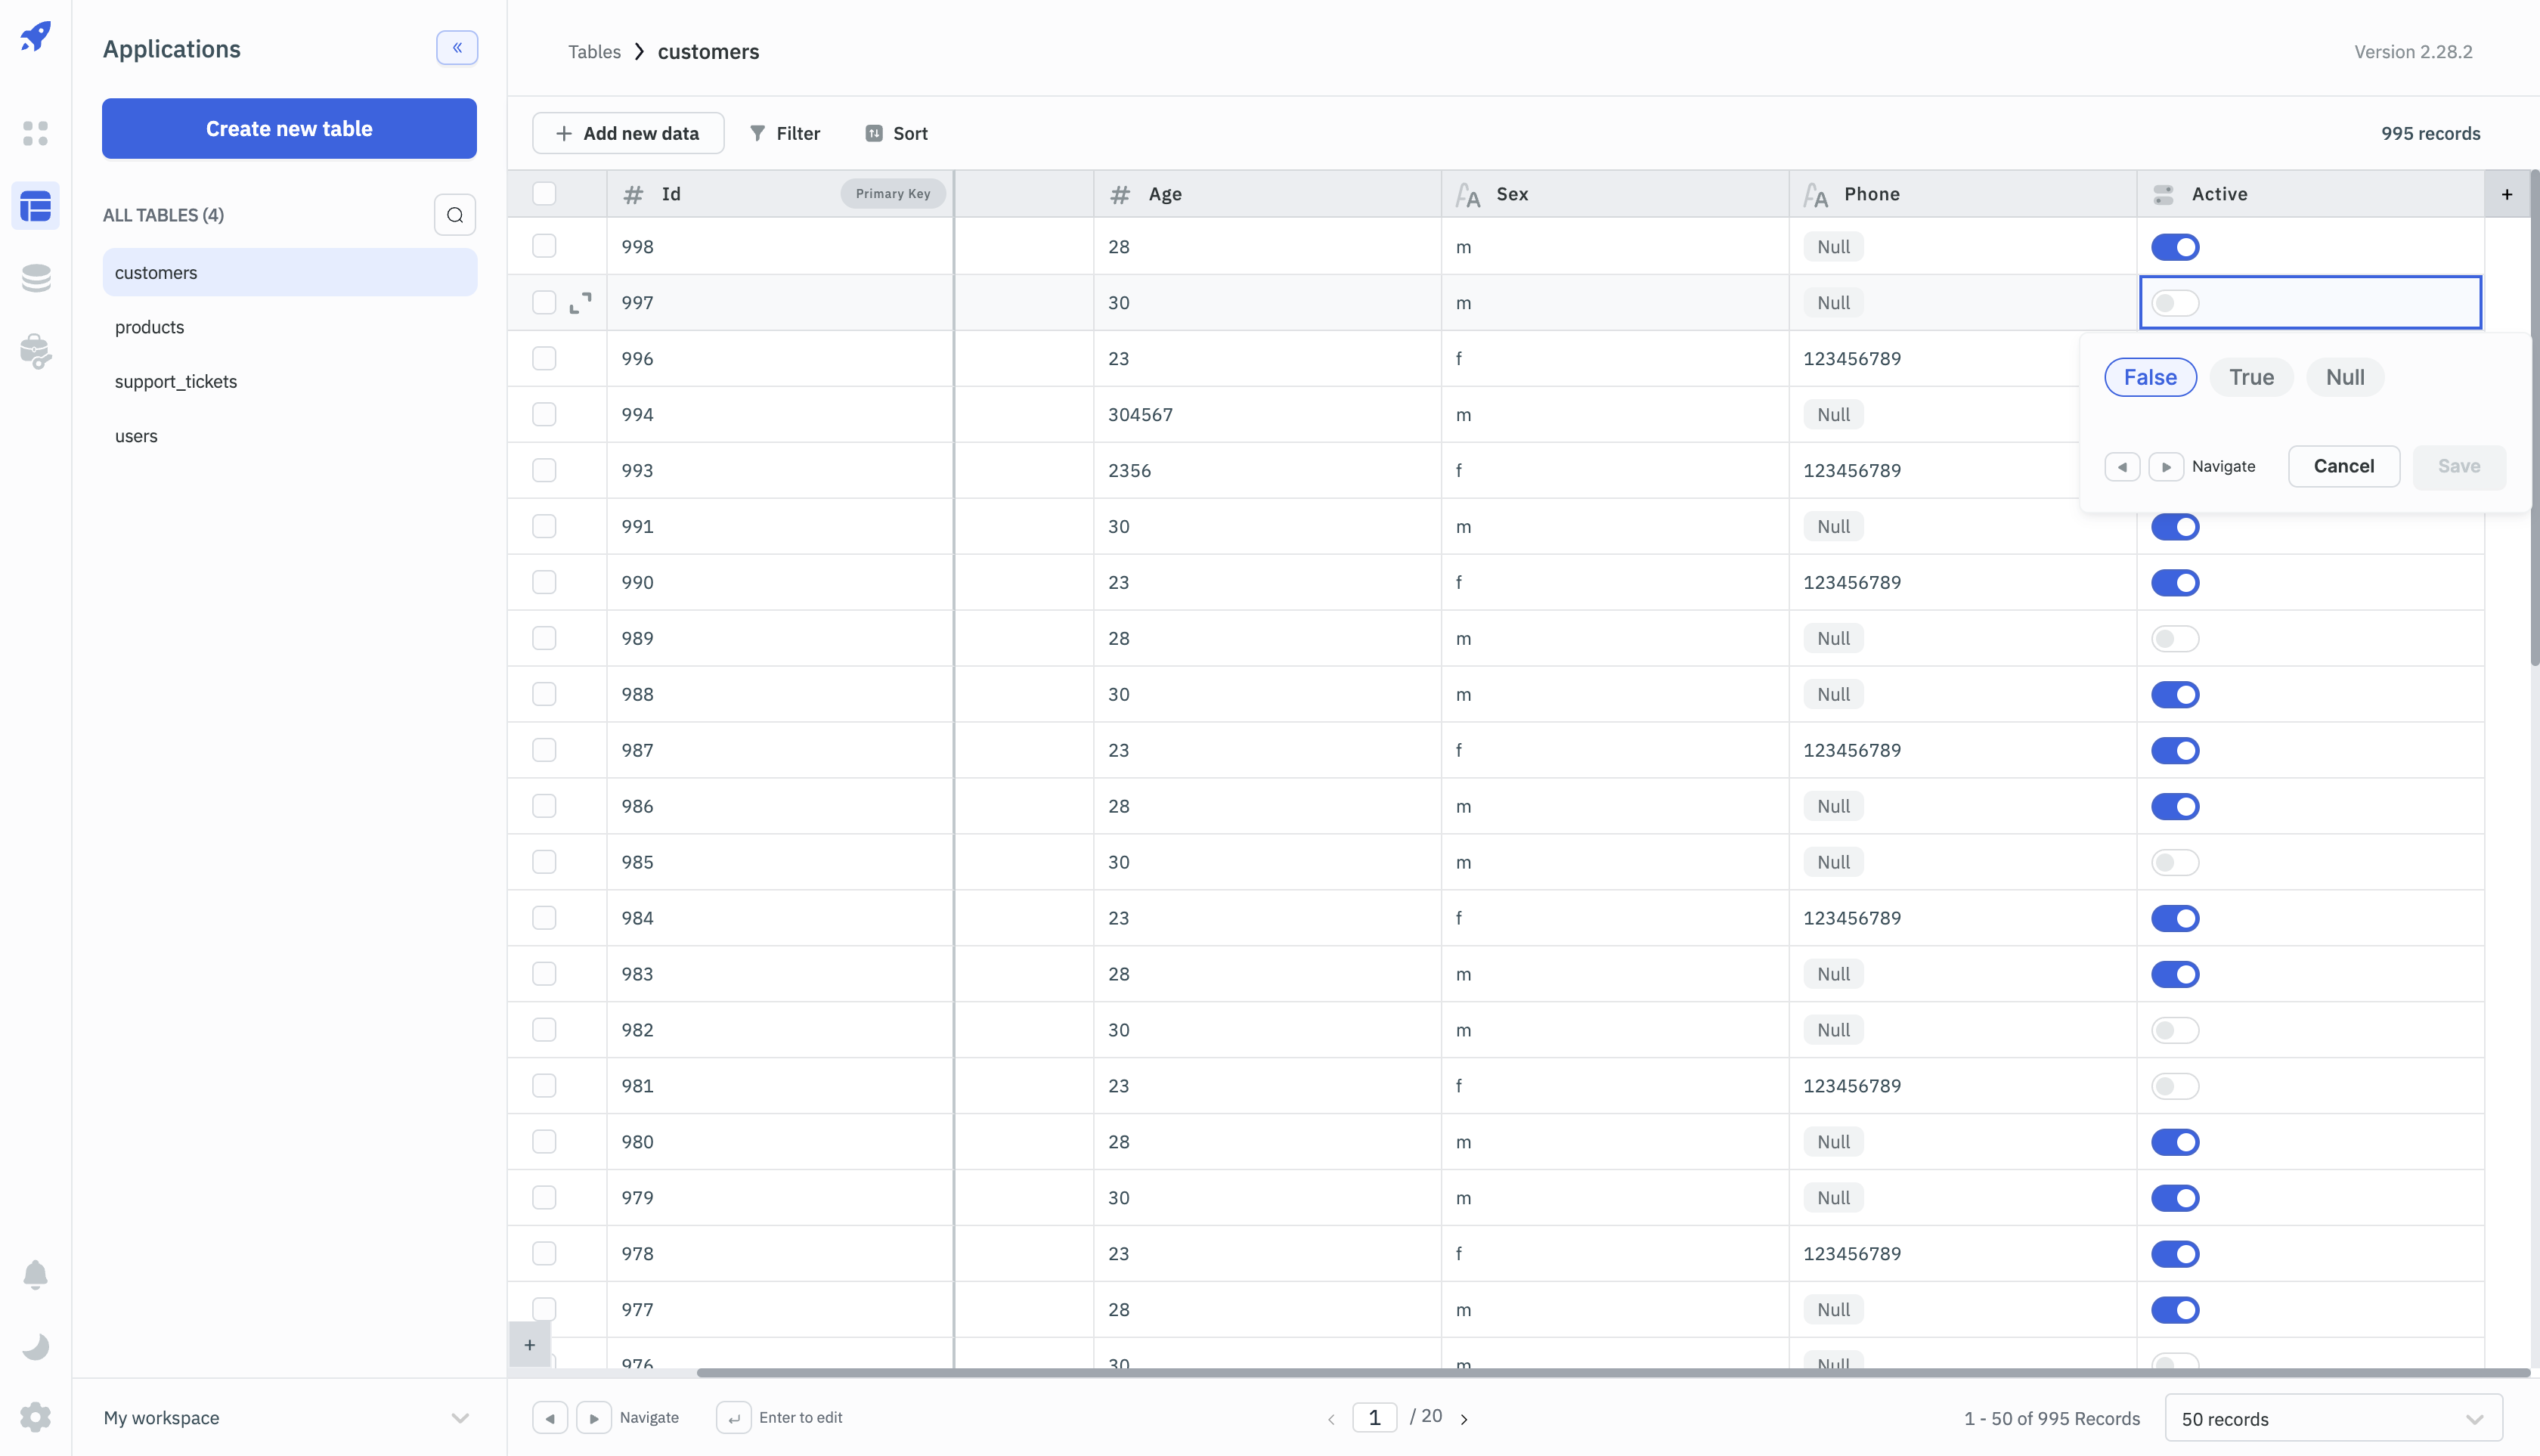 Applications
«
Create new table
ALL TABLES (4)
customers
products
support_tickets
users
My workspace
Tables customers
Version 2.28.2
+ Add new data Filter Sort
995 records
# Id Primary Key # Age Sex Phone Active +
998 28 m Null
997 30 m Null
996 23 f 123456789
994 304567 m Null
993 2356 f 123456789
991 30 m Null
990 23 f 123456789
989 28 m Null
988 30 m Null
987 23 f 123456789
986 28 m Null
985 30 m Null
984 23 f 123456789
983 28 m Null
982 30 m Null
981 23 f 123456789
980 28 m Null
979 30 m Null
978 23 f 123456789
977 28 m Null
976 30 m Null
+
False True Null
Navigate Cancel Save
Navigate Enter to edit
1 / 20
1 - 50 of 995 Records
50 records